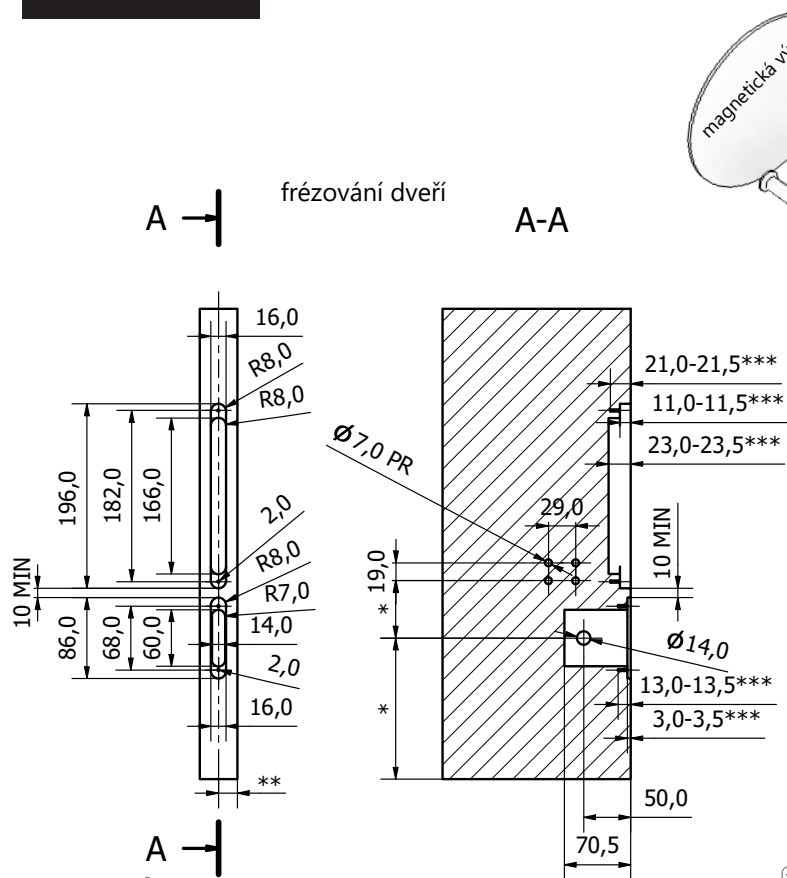 magnetická
frézování dveří
A
A-A
16,0
R8,0
R8,0
196,0
182,0
166,0
2,0
R8,0
R7,0
10 MIN
86,0
68,0
60,0
14,0
2,0
16,0
**
A
21,0-21,5***
11,0-11,5***
23,0-23,5***
Ø7,0 PR
29,0
19,0
*
10 MIN
Ø14,0
*
13,0-13,5***
3,0-3,5***
50,0
70,5